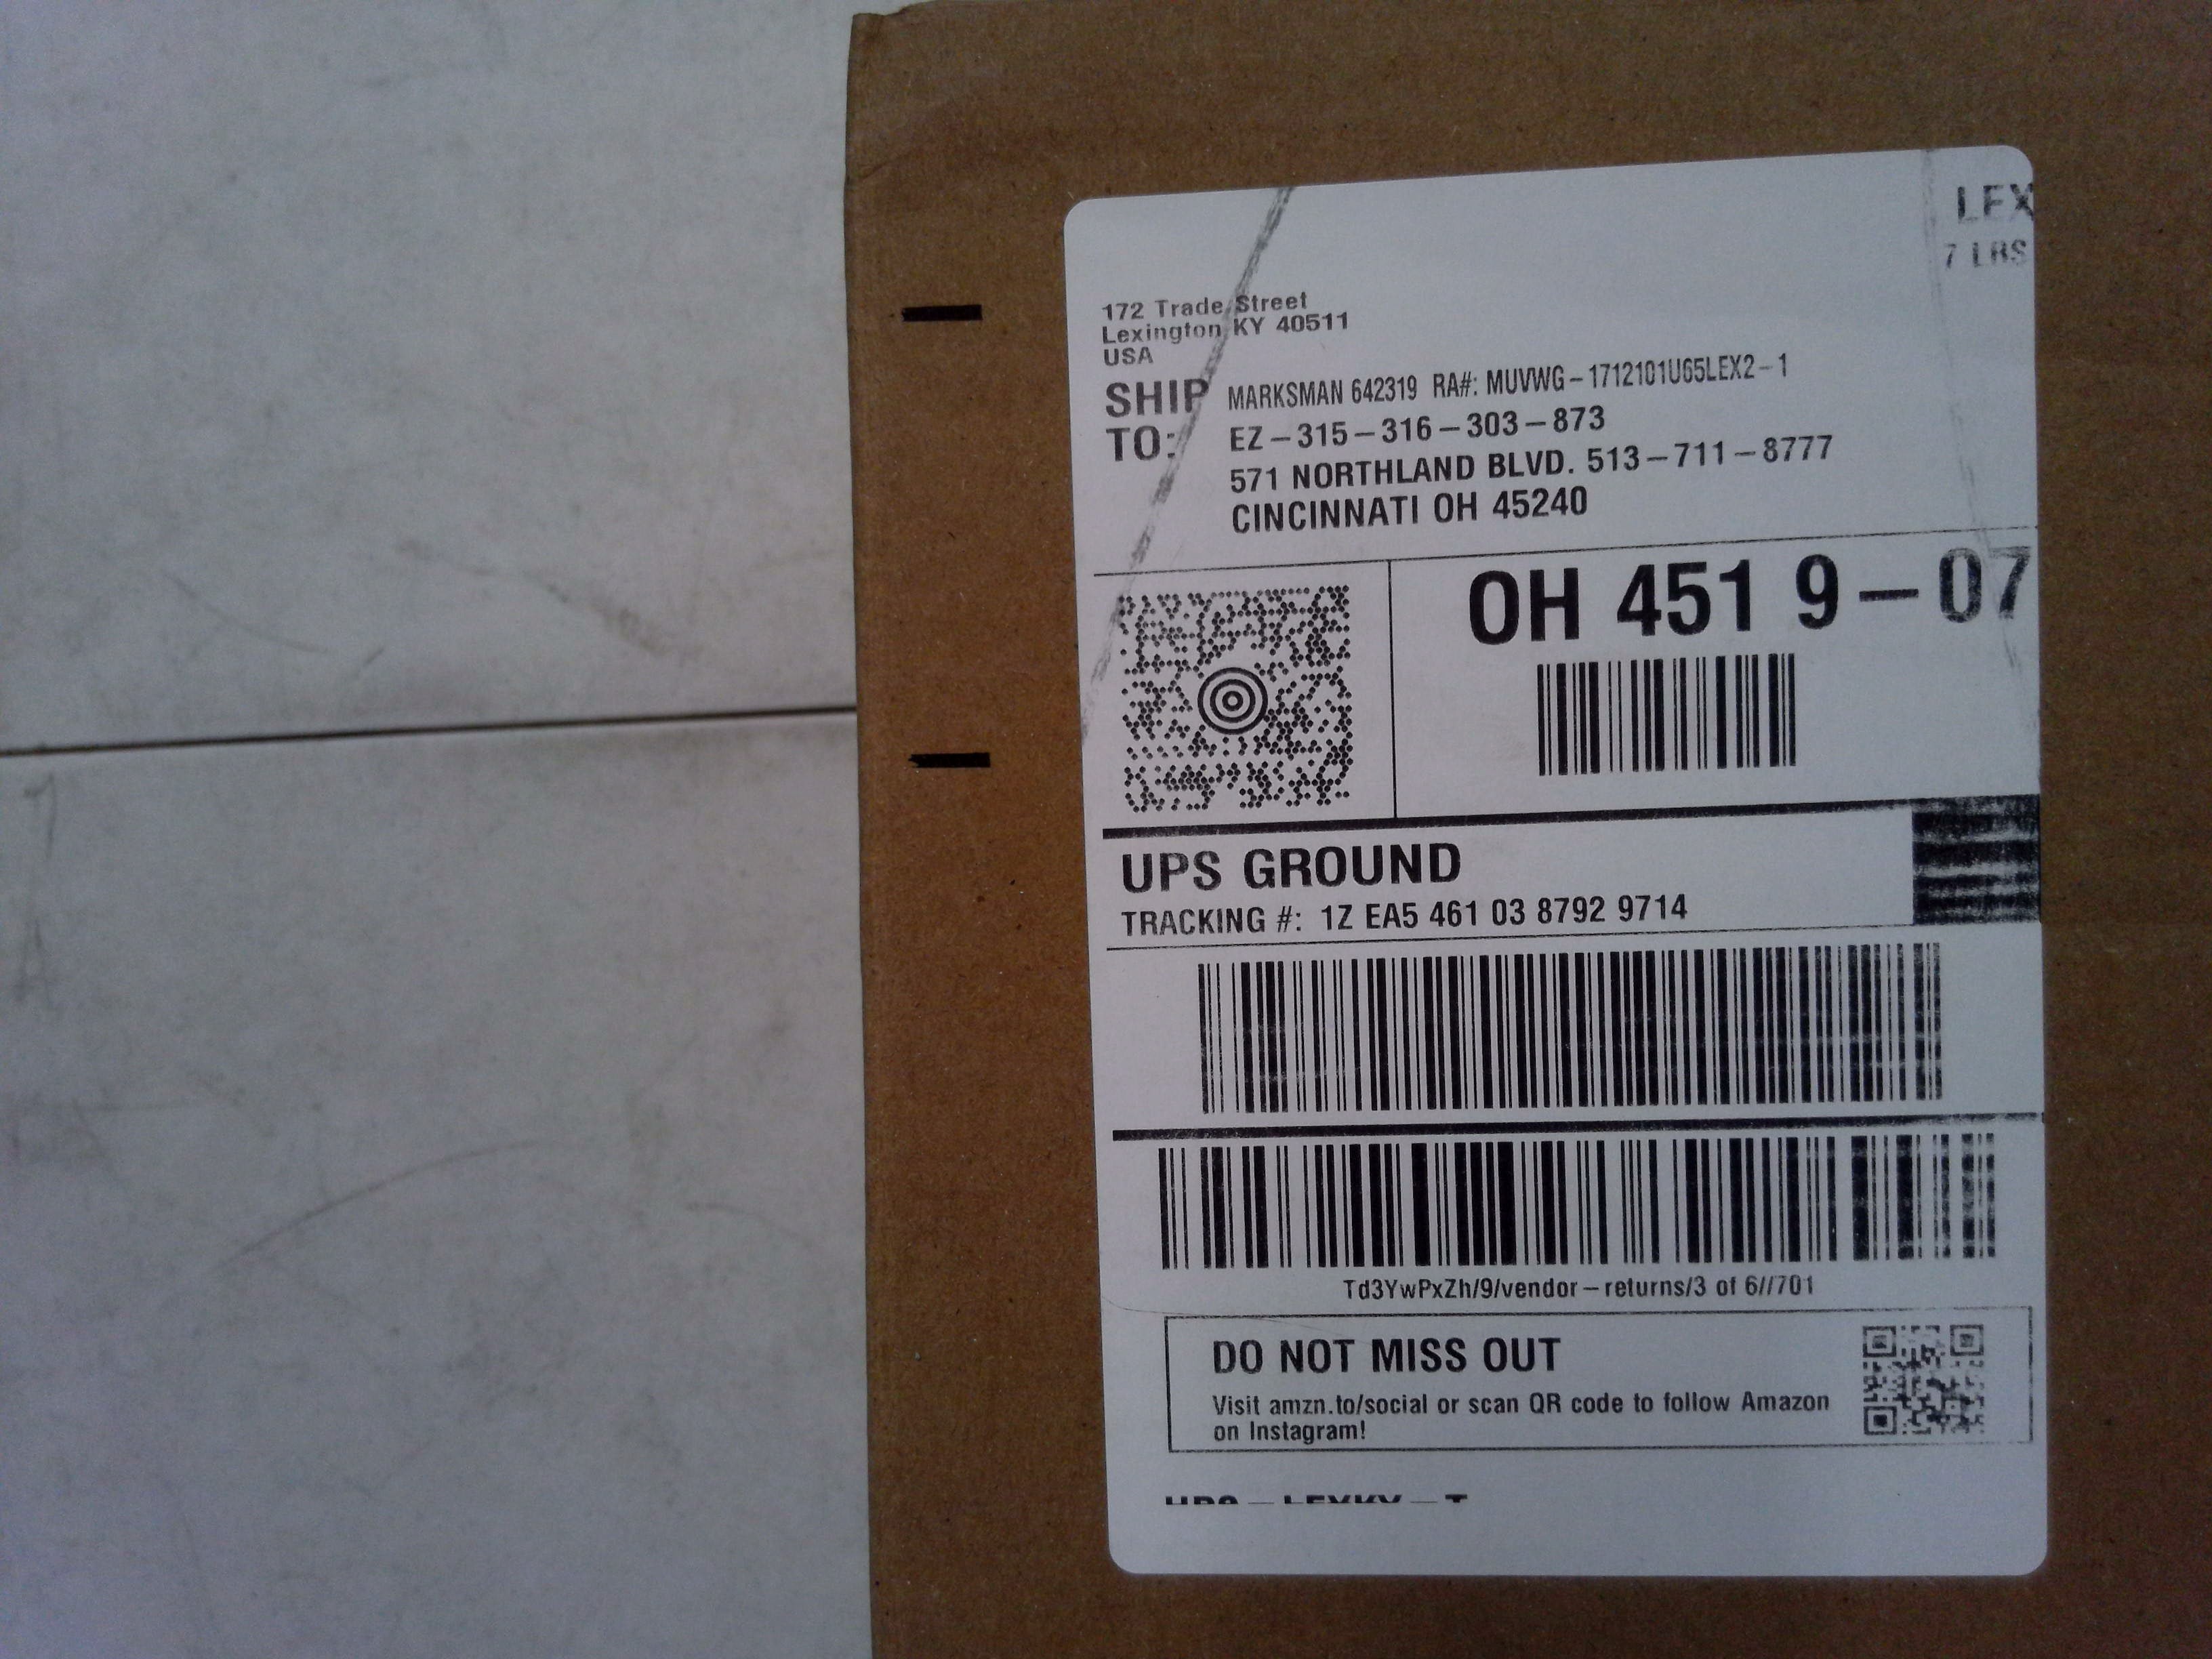 LEX
7 LBS
172 Trade Street
Lexington KY 40511
USA
SHIP TO: MARKSMAN 642319 RA#: MUVWG-1712101U65LEX2-1
EZ-315-316-303-873
571 NORTHLAND BLVD. 513-711-8777
CINCINNATI OH 45240
OH 451 9-07
UPS GROUND
TRACKING #: 1Z EA5 461 03 8792 9714
Td3YwPxZh/9/vendor-returns/3 of 6//701
DO NOT MISS OUT
Visit amzn.to/social or scan QR code to follow Amazon
on Instagram!